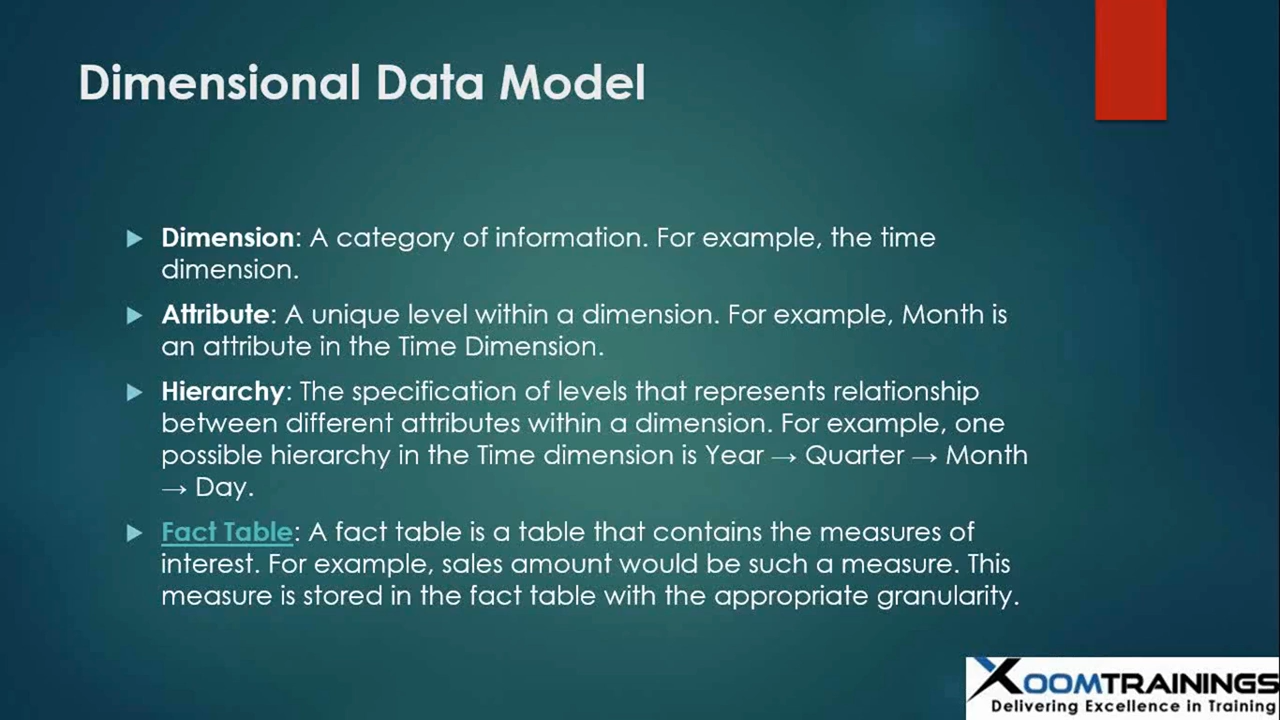 Dimensional Data Model
Dimension: A category of information. For example, the time
dimension.
Attribute: A unique level within a dimension. For example, Month is
an attribute in the Time Dimension.
Hierarchy: The specification of levels that represents relationship
between different attributes within a dimension. For example, one
possible hierarchy in the Time dimension is Year → Quarter → Month
→ Day.
Fact Table: A fact table is a table that contains the measures of
interest. For example, sales amount would be such a measure. This
measure is stored in the fact table with the appropriate granularity.
XOOMTRAININGS
Delivering Excellence in Training